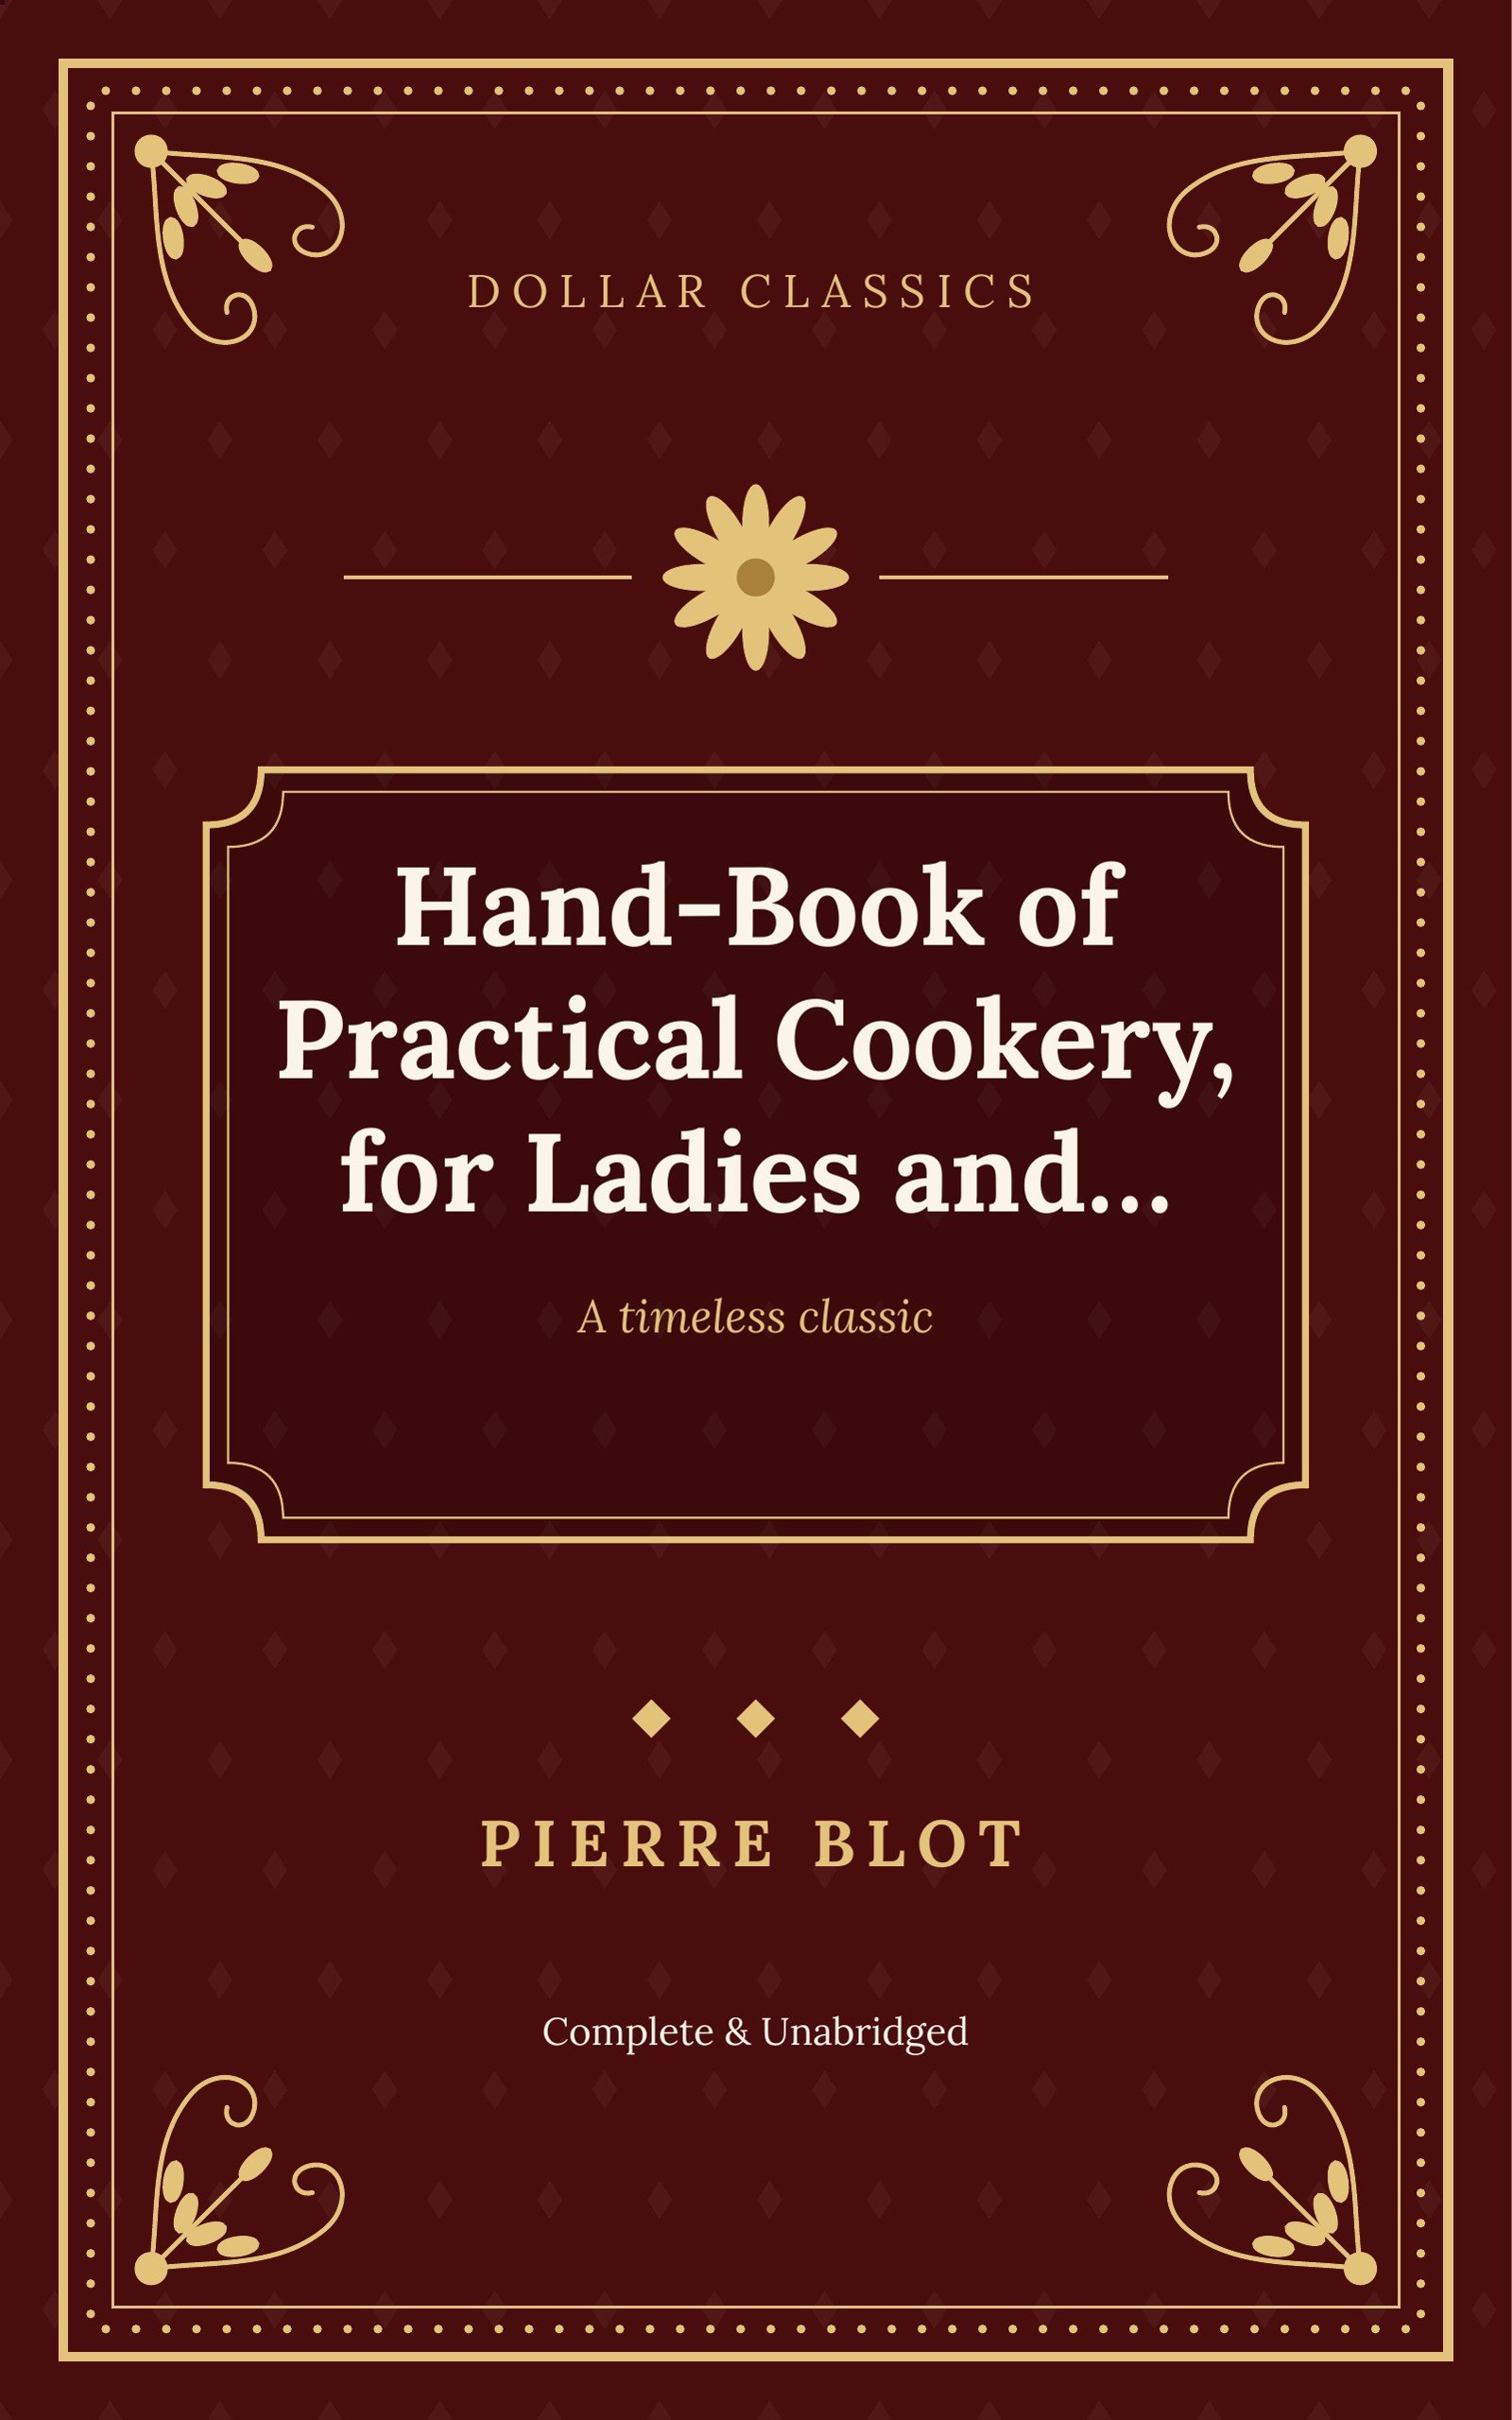 DOLLAR CLASSICS
Hand-Book of
Practical Cookery,
for Ladies and...
A timeless classic
PIERRE BLOT
Complete & Unabridged